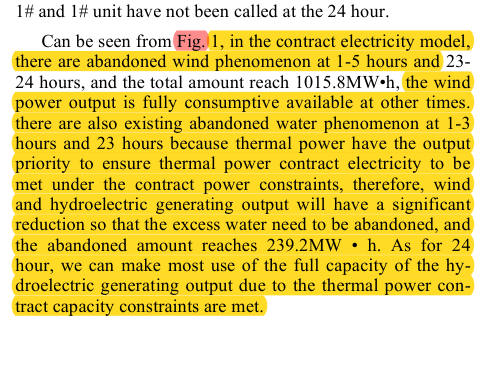 1# and 1# unit have not been called at the 24 hour.
Can be seen from Fig. 1, in the contract electricity model,
there are abandoned wind phenomenon at 1-5 hours and 23-
24 hours, and the total amount reach 1015.8MW•h, the wind
power output is fully consumptive available at other times.
there are also existing abandoned water phenomenon at 1-3
hours and 23 hours because thermal power have the output
priority to ensure thermal power contract electricity to be
met under the contract power constraints, therefore, wind
and hydroelectric generating output will have a significant
reduction so that the excess water need to be abandoned, and
the abandoned amount reaches 239.2MW • h. As for 24
hour, we can make most use of the full capacity of the hy-
droelectric generating output due to the thermal power con-
tract capacity constraints are met.